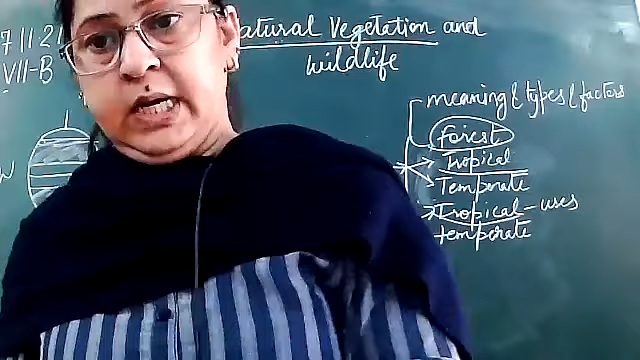 7 11 21
VII-B
atural Vegetation and
wildlife
meaning & types & factors
Forest
Tropical
Temperate
Tropical - uses
temperate
W